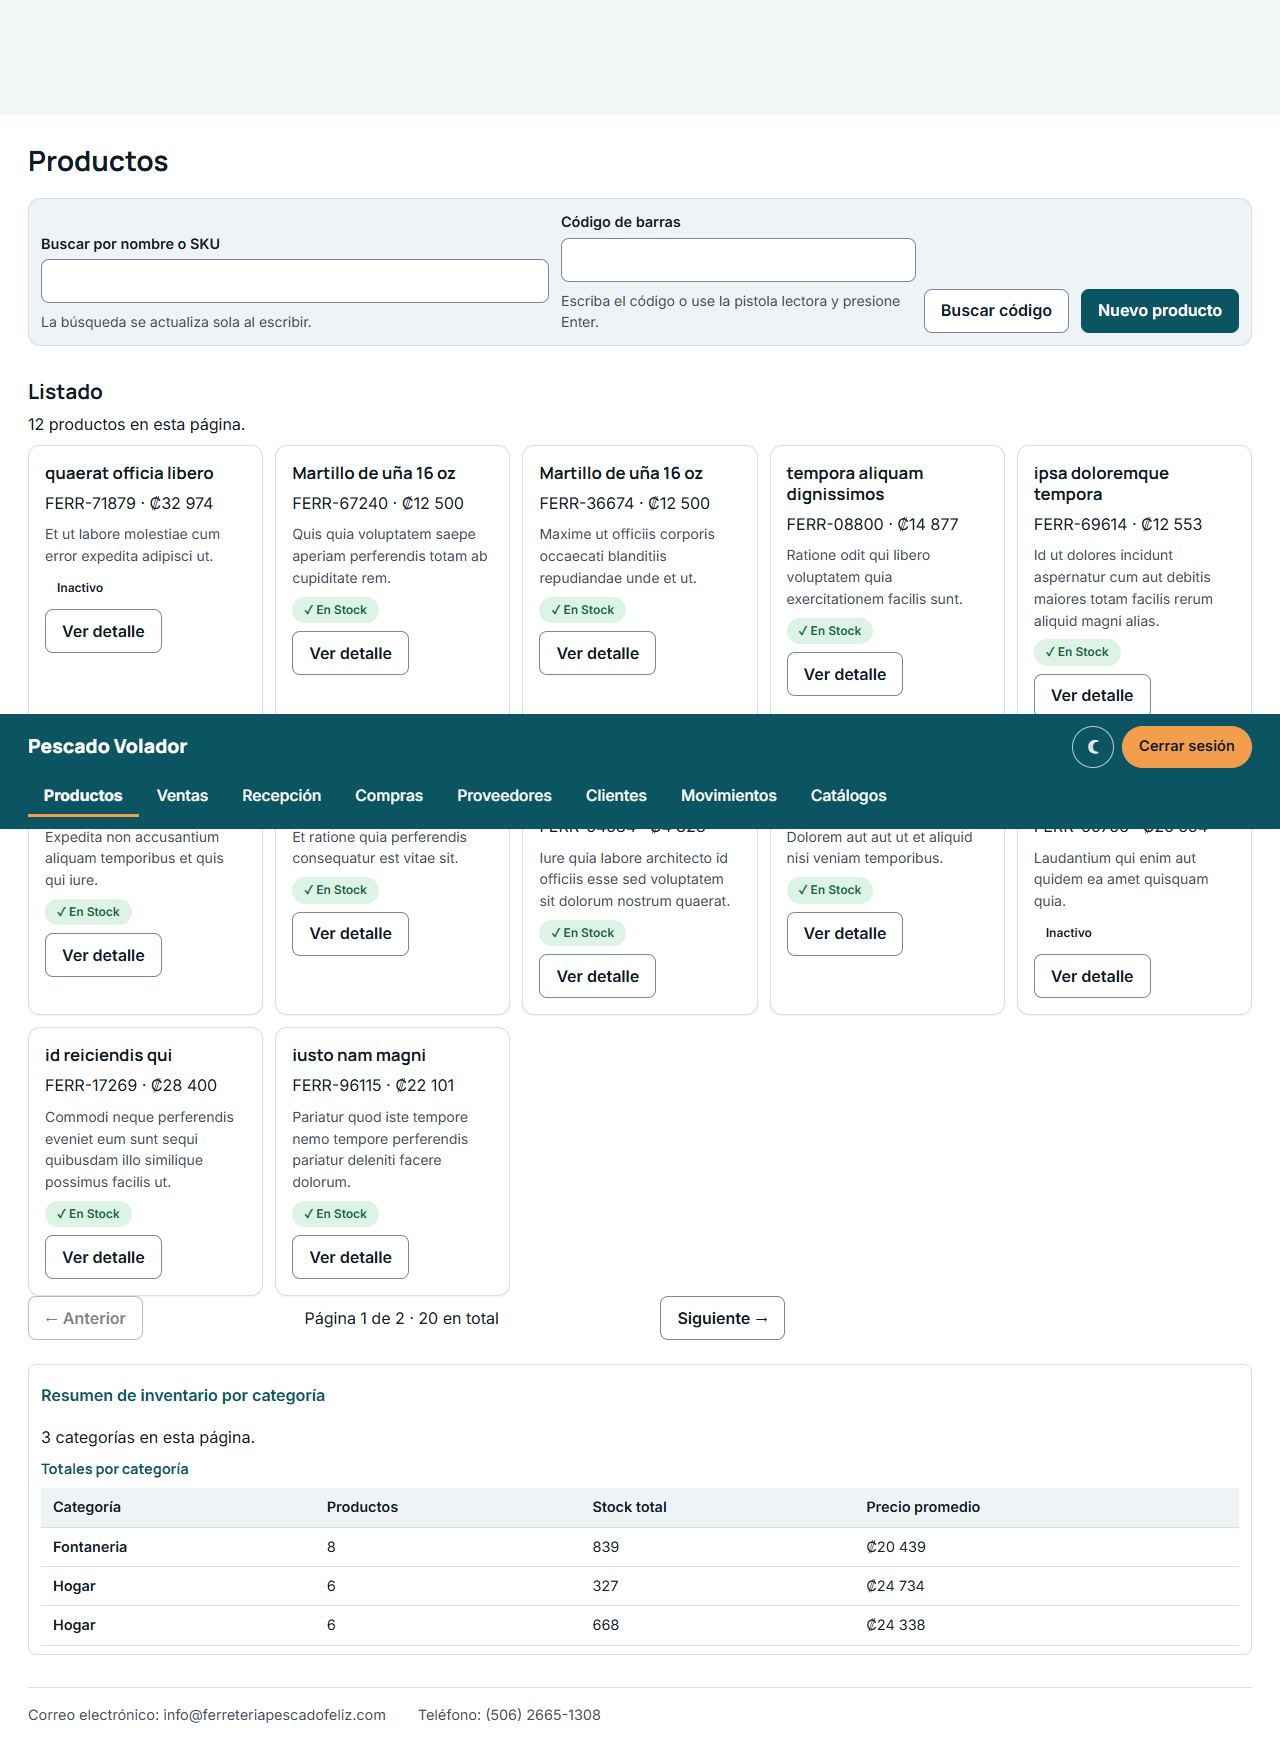 Productos
Buscar por nombre o SKU
La búsqueda se actualiza sola al escribir.
Código de barras
Escriba el código o use la pistola lectora y presione
Enter.
Buscar código
Nuevo producto
Listado
12 productos en esta página.
quaerat officia libero
FERR-71879 · ₡32 974
Et ut labore molestiae cum
error expedita adipisci ut.
Inactivo
Ver detalle
Martillo de uña 16 oz
FERR-67240 · ₡12 500
Quis quia voluptatem saepe
aperiam perferendis totam ab
cupiditate rem.
✓ En Stock
Ver detalle
Martillo de uña 16 oz
FERR-36674 · ₡12 500
Maxime ut officiis corporis
occaecati blanditiis
repudiandae unde et ut.
✓ En Stock
Ver detalle
tempora aliquam
dignissimos
FERR-08800 · ₡14 877
Ratione odit qui libero
voluptatem quia
exercitationem facilis sunt.
✓ En Stock
Ver detalle
ipsa doloremque
tempora
FERR-69614 · ₡12 553
Id ut dolores incidunt
aspernatur cum aut debitis
maiores totam facilis rerum
aliquid magni alias.
✓ En Stock
Ver detalle
Pescado Volador
Cerrar sesión
Productos
Ventas
Recepción
Compras
Proveedores
Clientes
Movimientos
Catálogos
Expedita non accusantium
aliquam temporibus et quis
qui iure.
✓ En Stock
Ver detalle
Et ratione quia perferendis
consequatur est vitae sit.
✓ En Stock
Ver detalle
Iure quia labore architecto id
officiis esse sed voluptatem
sit dolorum nostrum quaerat.
✓ En Stock
Ver detalle
Dolorem aut aut ut et aliquid
nisi veniam temporibus.
✓ En Stock
Ver detalle
Laudantium qui enim aut
quidem ea amet quisquam
quia.
Inactivo
Ver detalle
id reiciendis qui
FERR-17269 · ₡28 400
Commodi neque perferendis
eveniet eum sunt sequi
quibusdam illo similique
possimus facilis ut.
✓ En Stock
Ver detalle
iusto nam magni
FERR-96115 · ₡22 101
Pariatur quod iste tempore
nemo tempore perferendis
pariatur deleniti facere
dolorum.
✓ En Stock
Ver detalle
← Anterior
Página 1 de 2 · 20 en total
Siguiente →
Resumen de inventario por categoría
3 categorías en esta página.
Totales por categoría
Categoría Productos Stock total Precio promedio
Fontaneria 8 839 ₡20 439
Hogar 6 327 ₡24 734
Hogar 6 668 ₡24 338
Correo electrónico: info@ferreteriapescadofeliz.com Teléfono: (506) 2665-1308